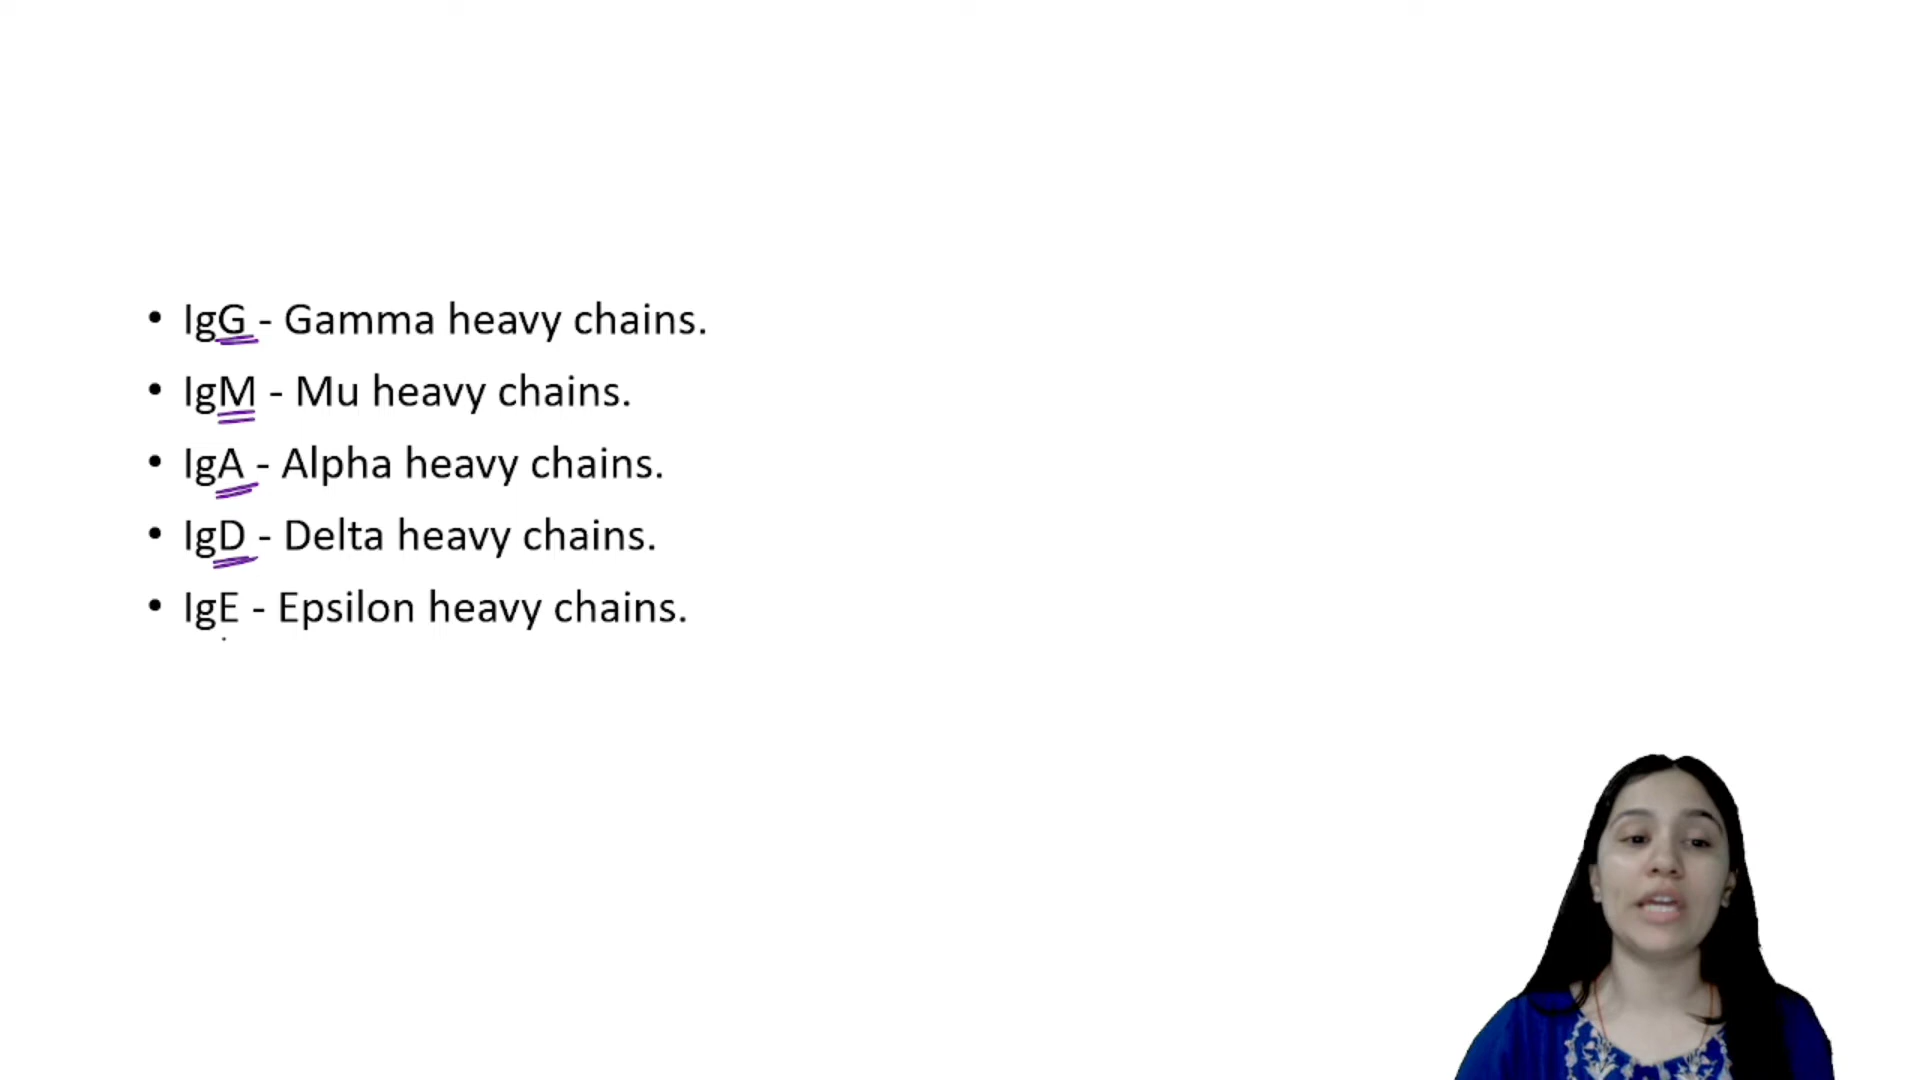 • IgG - Gamma heavy chains.
• IgM - Mu heavy chains.
• IgA - Alpha heavy chains.
• IgD - Delta heavy chains.
• IgE - Epsilon heavy chains.